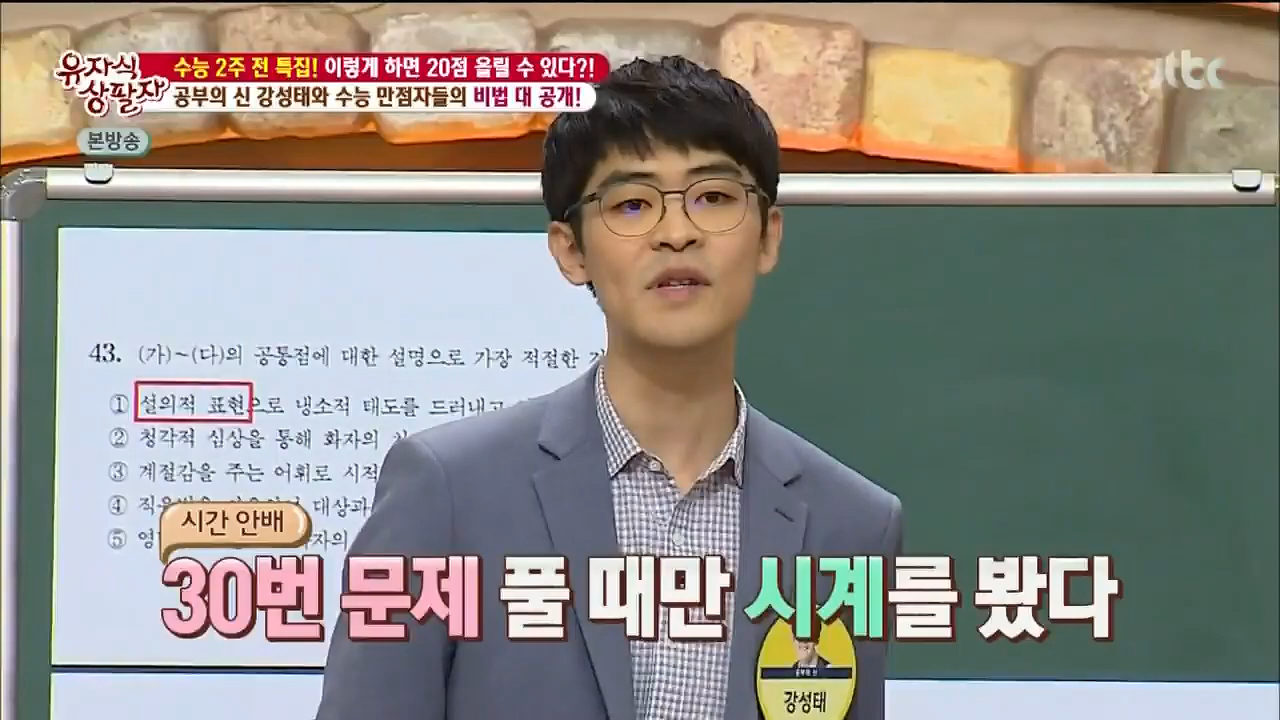 유자식
상팔자
수능 2주 전 특집! 이렇게 하면 20점 올릴 수 있다?!
공부의 신 강성태와 수능 만점자들의 비법 대 공개!
본방송
jtbc
43. (가)~(다)의 공통점에 대한 설명으로 가장 적절한
① 설의적 표현으로 냉소적 태도를 드러내고
② 청각적 심상을 통해 화자의
③ 계절감을 주는 어휘로 시적
④ 대상과
⑤
시간 안배
30번 문제 풀 때만 시계를 봤다
공부의 신
강성태